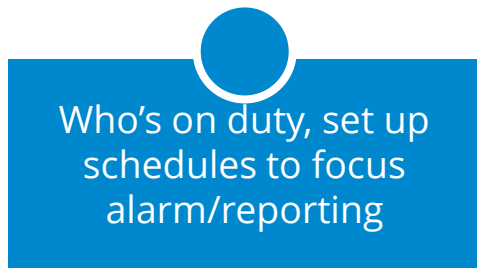 Who’s on duty, set up
schedules to focus
alarm/reporting